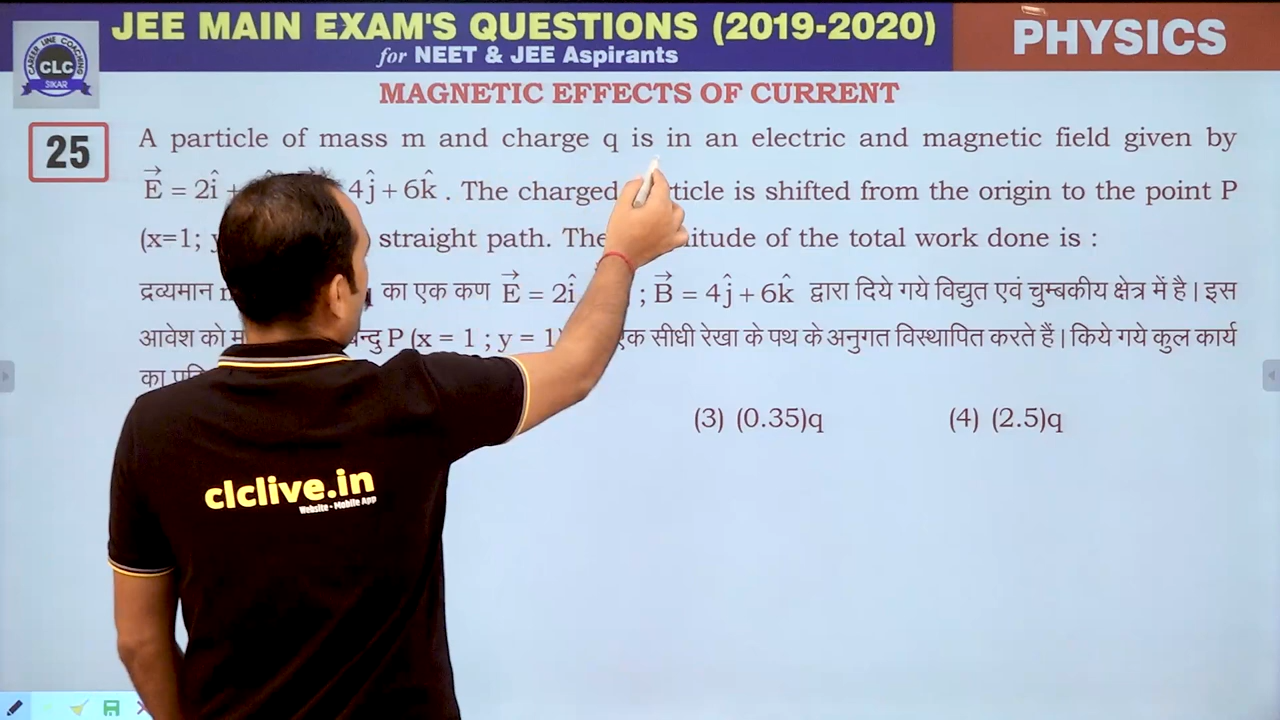 JEE MAIN EXAM'S QUESTIONS (2019-2020)
for NEET & JEE Aspirants
PHYSICS
CAREER LINE COACHING
CLC
SIKAR
MAGNETIC EFFECTS OF CURRENT
25
A particle of mass m and charge q is in an electric and magnetic field given by
E⃗ = 2î + 4ĵ + 6k̂ . The charged is shifted from the origin to the point P
(x=1; straight path. The of the total work done is :
द्रव्यमान का एक कण E⃗ = 2î ; B⃗ = 4ĵ + 6k̂ द्वारा दिये गये विद्युत एवं चुम्बकीय क्षेत्र में है। इस
आवेश को P (x = 1 ; y = 1) एक सीधी रेखा के पथ के अनुगत विस्थापित करते हैं। किये गये कुल कार्य
का
(3) (0.35)q (4) (2.5)q
clclive.in
Website - Mobile App